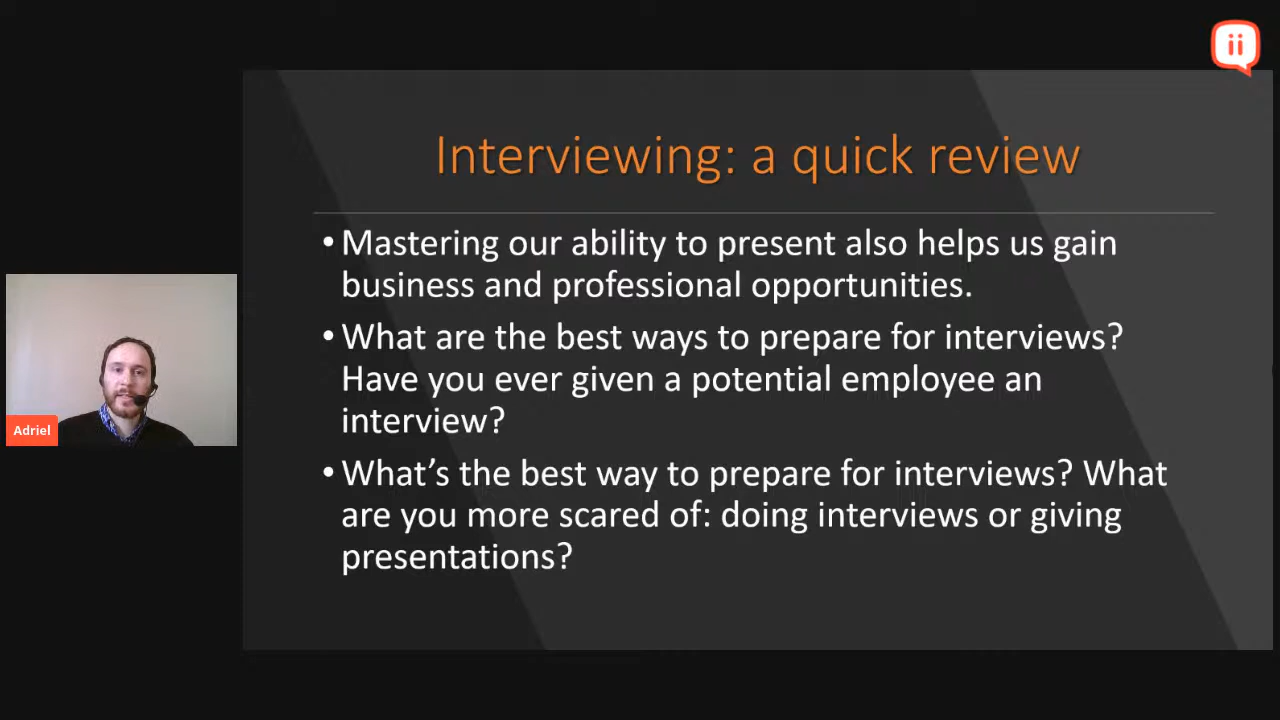 ii
Interviewing: a quick review
• Mastering our ability to present also helps us gain
business and professional opportunities.
• What are the best ways to prepare for interviews?
Have you ever given a potential employee an
interview?
• What’s the best way to prepare for interviews? What
are you more scared of: doing interviews or giving
presentations?
Adriel